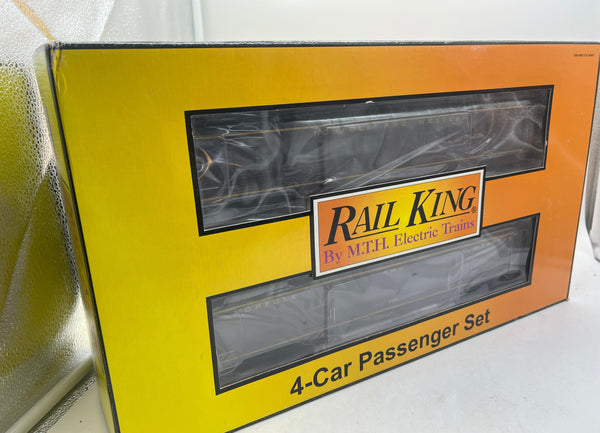 RAIL KING®
By M.T.H. Electric Trains
4-Car Passenger Set